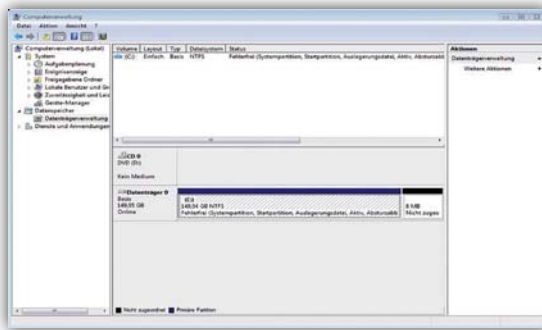 Computerverwaltung
Datei Aktion Ansicht ?
Computerverwaltung (Lokal)
System
Aufgabenplanung
Ereignisanzeige
Freigegebene Ordner
Lokale Benutzer und Gr
Zuverlässigkeit und Leis
Geräte-Manager
Datenspeicher
Datenträgerverwaltung
Dienste und Anwendungen
Volume Layout Typ Dateisystem Status
(C:) Einfach Basis NTFS Fehlerfrei (Systempartition, Startpartition, Auslagerungsdatei, Aktiv, Absturzabb
CD 0
DVD (D:)
Kein Medium
Datenträger 0
Basis
149,05 GB
Online
(C:)
149,04 GB NTFS
Fehlerfrei (Systempartition, Startpartition, Auslagerungsdatei, Aktiv, Absturzabb
8 MB
Nicht zugeo
Nicht zugeordnet Primäre Partition
Aktionen
Datenträgerverwaltung
Weitere Aktionen